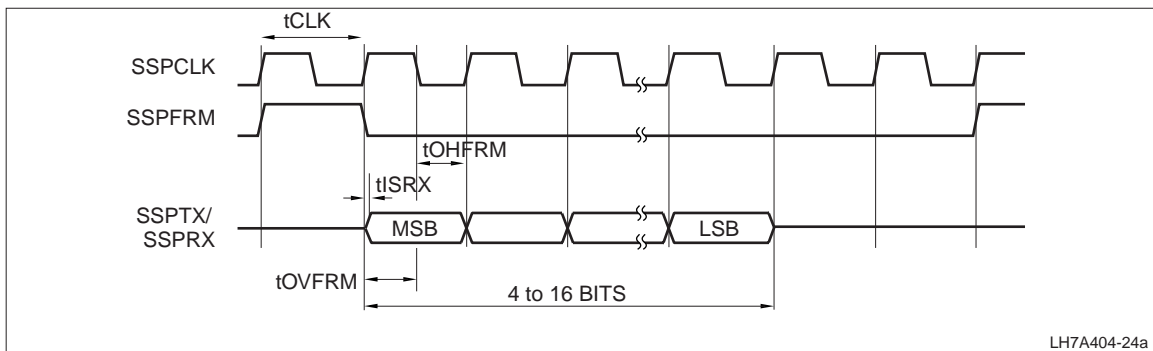 tCLK
SSPCLK
SSPFRM
tOHFRM
tISRX
SSPTX/
SSPRX
MSB
LSB
tOVFRM
4 to 16 BITS
LH7A404-24a